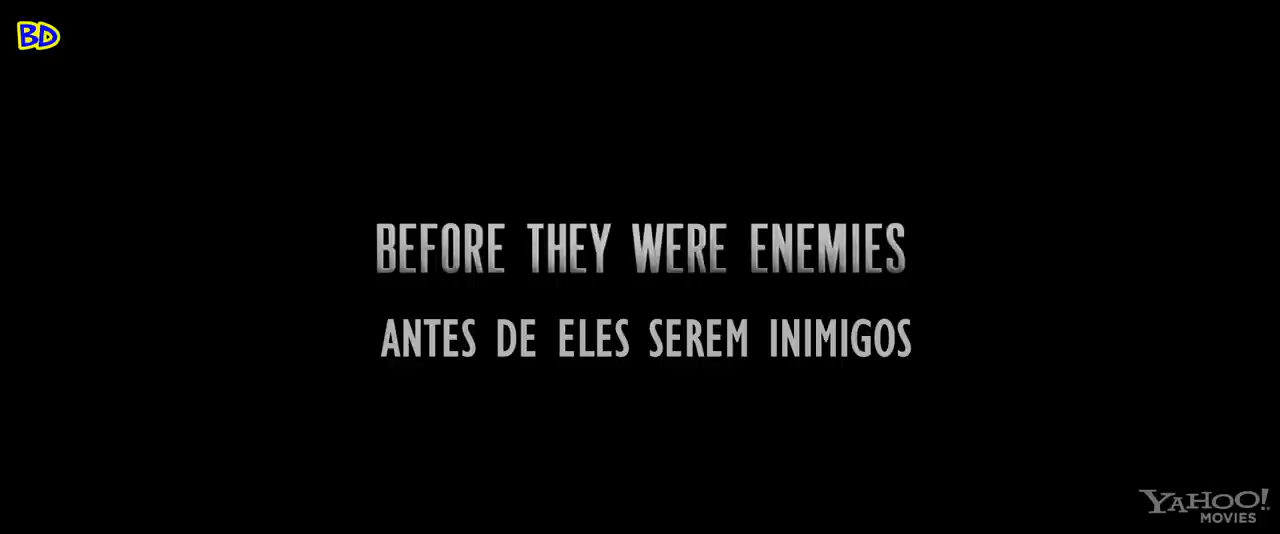 BD
BEFORE THEY WERE ENEMIES
ANTES DE ELES SEREM INIMIGOS
YAHOO!
MOVIES